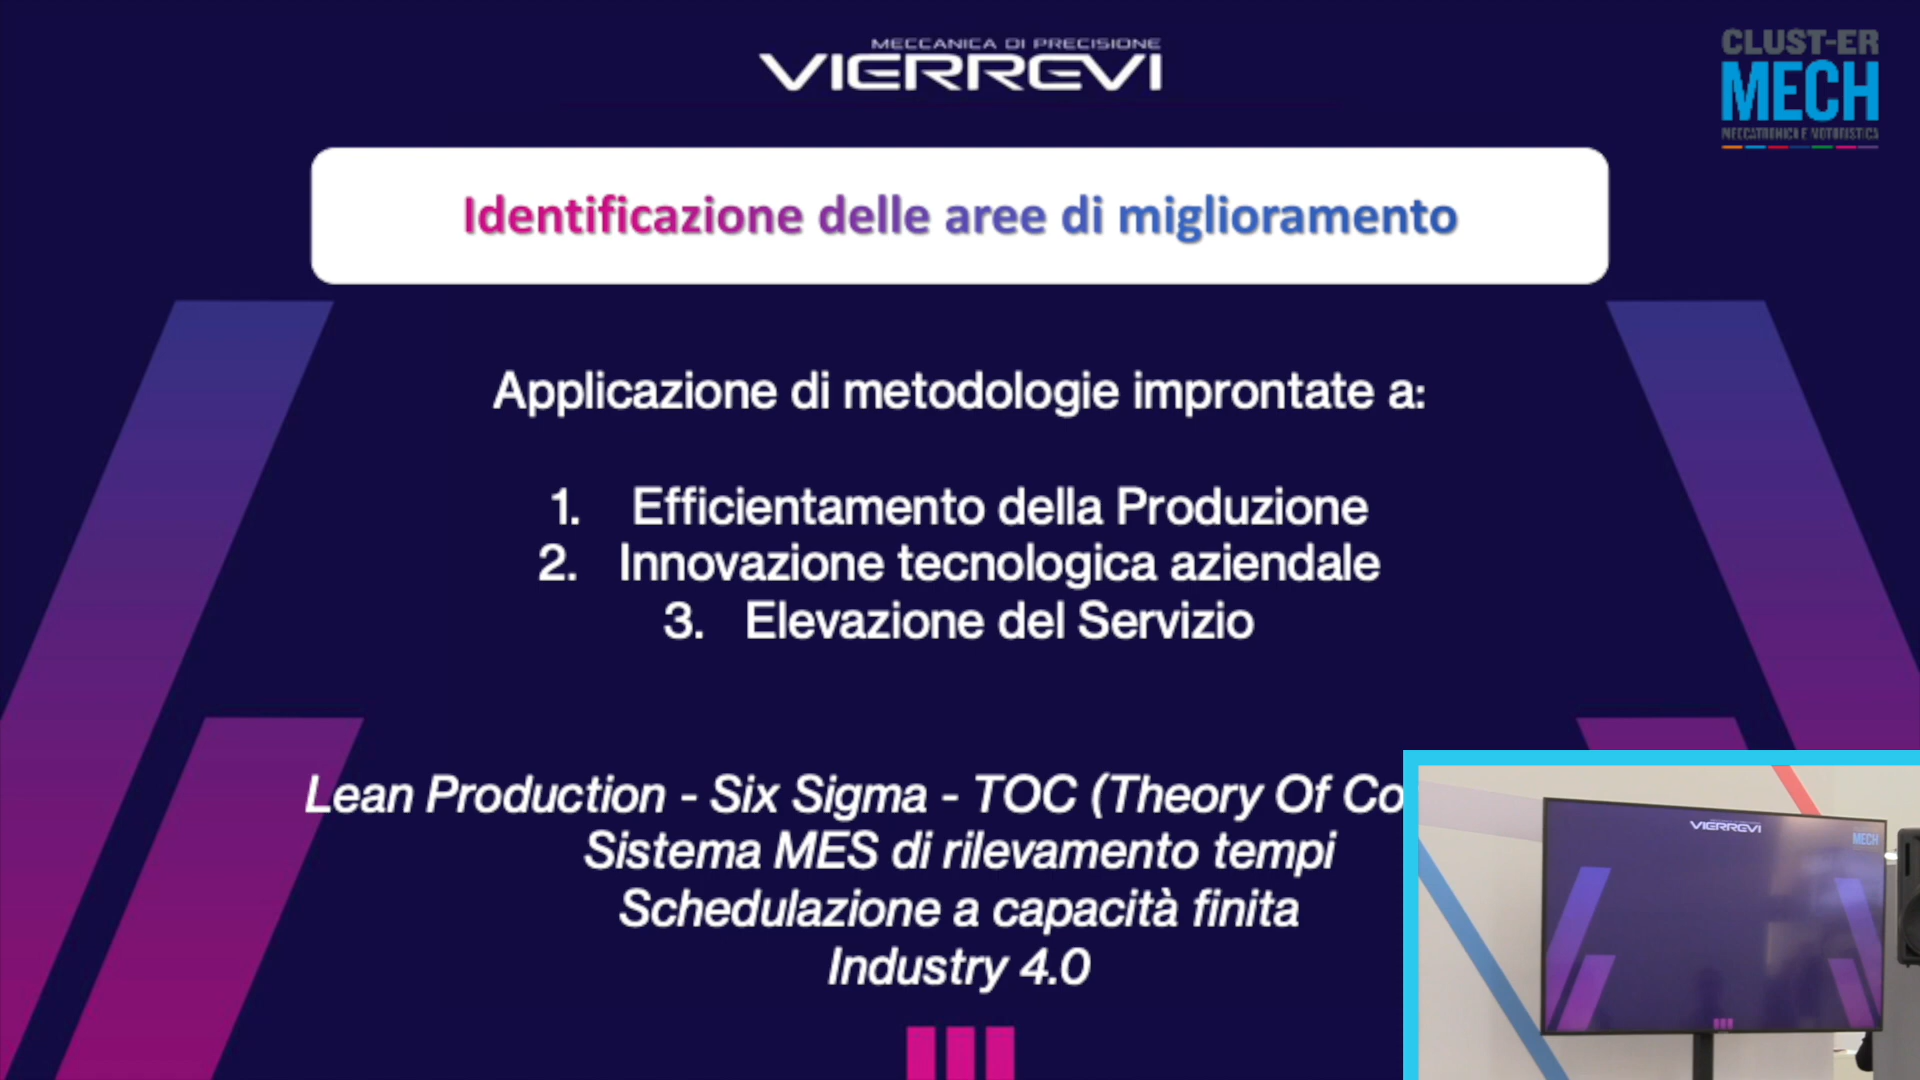 MECCANICA DI PRECISIONE
VIERREVI
CLUST-ER
MECH
MECCATRONICA E MOTORISTICA
Identificazione delle aree di miglioramento
Applicazione di metodologie improntate a:
1. Efficientamento della Produzione
2. Innovazione tecnologica aziendale
3. Elevazione del Servizio
Lean Production - Six Sigma - TOC (Theory Of Co
Sistema MES di rilevamento tempi
Schedulazione a capacità finita
Industry 4.0
VIERREVI
MECH